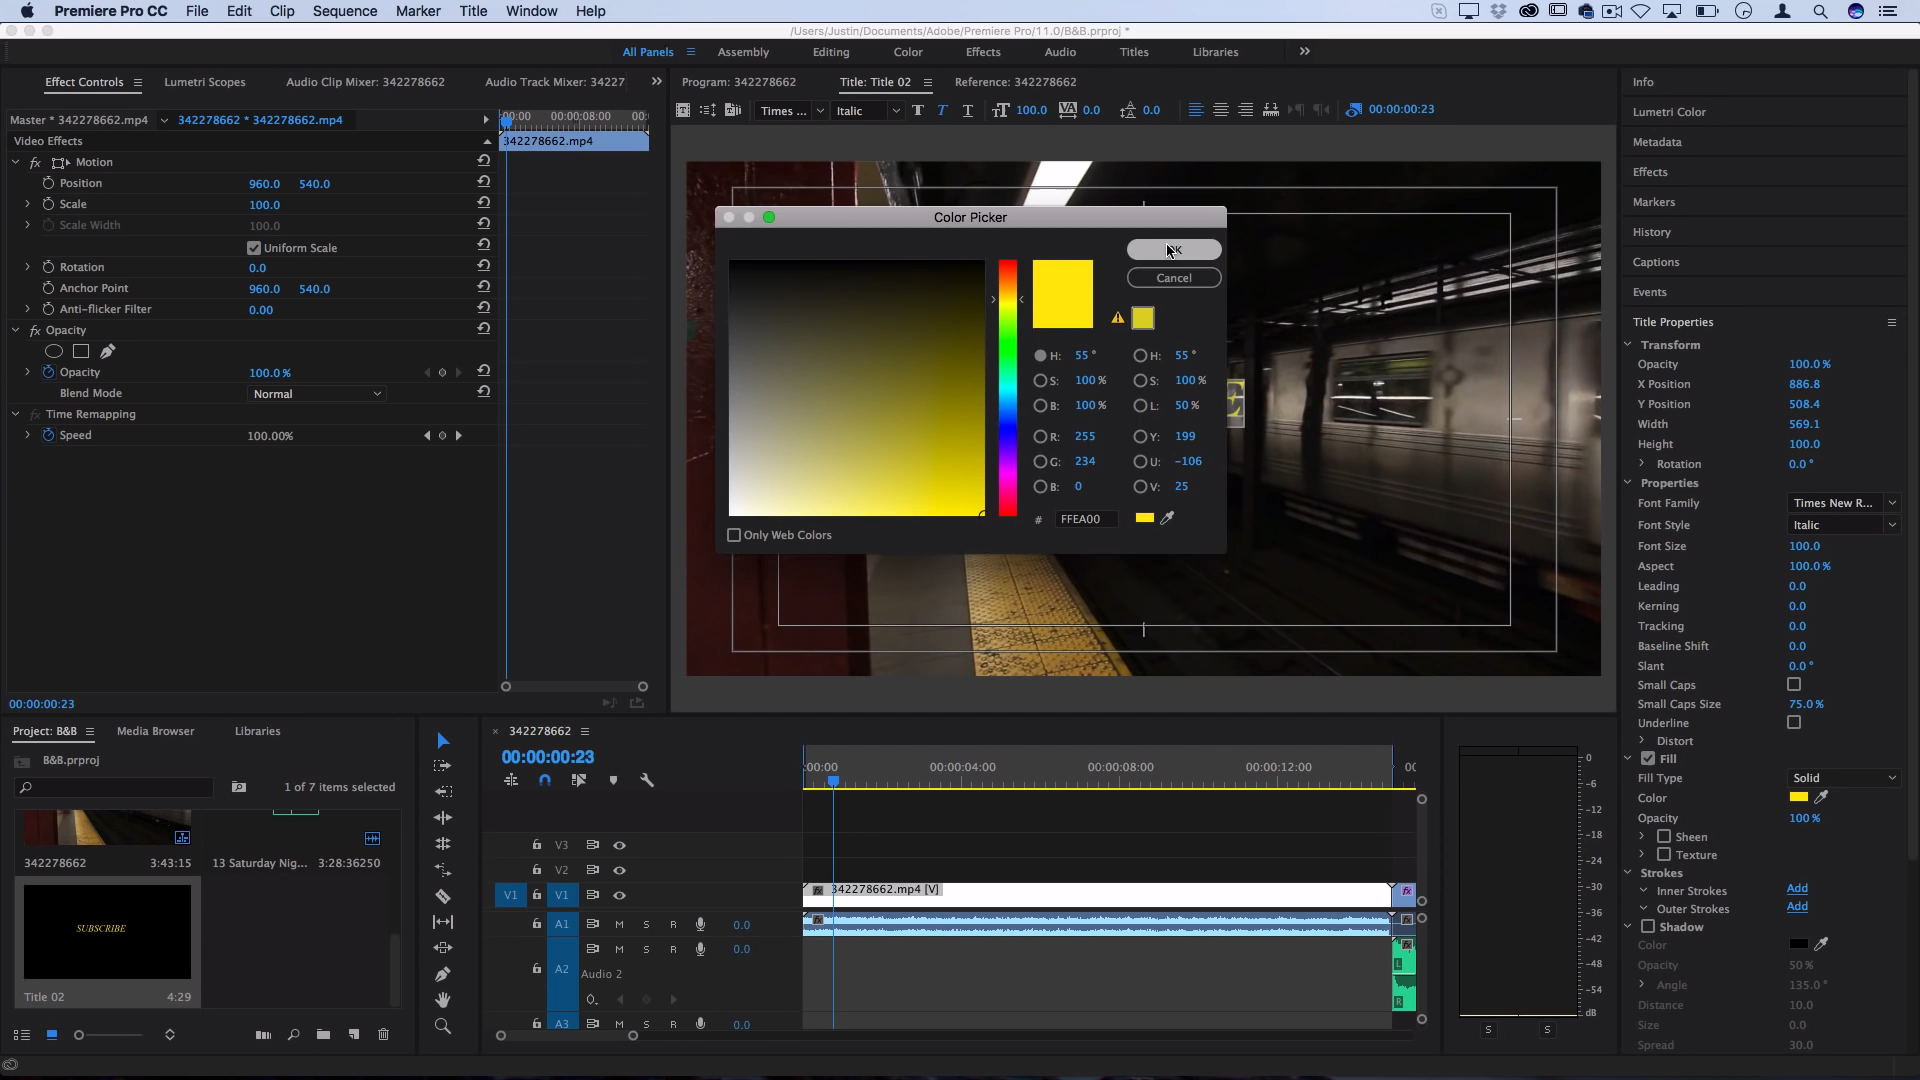 Premiere Pro CC File Edit Clip Sequence Marker Title Window Help
/Users/Justin/Documents/Adobe/Premiere Pro/11.0/B&B.prproj *
All Panels Assembly Editing Color Effects Audio Titles Libraries
Effect Controls Lumetri Scopes Audio Clip Mixer: 342278662 Audio Track Mixer: 34227
Program: 342278662 Title: Title 02 Reference: 342278662
Times ... Italic 100.0 0.0 0.0 00:00:00:23
Master * 342278662.mp4 342278662 * 342278662.mp4
:00:00 00:00:08:00 00:
Video Effects
342278662.mp4
Motion
Position 960.0 540.0
Scale 100.0
Scale Width 100.0
Uniform Scale
Rotation 0.0
Anchor Point 960.0 540.0
Anti-flicker Filter 0.00
Opacity
Opacity 100.0 %
Blend Mode Normal
Time Remapping
Speed 100.00%
00:00:00:23
Color Picker
Cancel
H: 55 ° H: 55 °
S: 100 % S: 100 %
B: 100 % L: 50 %
R: 255 Y: 199
G: 234 U: -106
B: 0 V: 25
# FFEA00
Only Web Colors
E
Info
Lumetri Color
Metadata
Effects
Markers
History
Captions
Events
Title Properties
Transform
Opacity 100.0 %
X Position 886.8
Y Position 508.4
Width 569.1
Height 100.0
Rotation 0.0 °
Properties
Font Family Times New R...
Font Style Italic
Font Size 100.0
Aspect 100.0 %
Leading 0.0
Kerning 0.0
Tracking 0.0
Baseline Shift 0.0
Slant 0.0 °
Small Caps
Small Caps Size 75.0 %
Underline
Distort
Fill
Fill Type Solid
Color
Opacity 100 %
Sheen
Texture
Strokes
Inner Strokes Add
Outer Strokes Add
Shadow
Color
Opacity 50 %
Angle 135.0 °
Distance 10.0
Size 0.0
Spread 30.0
Project: B&B Media Browser Libraries
B&B.prproj
1 of 7 items selected
342278662 3:43:15
13 Saturday Nig... 3:28:36250
SUBSCRIBE
Title 02 4:29
× 342278662
00:00:00:23
:00:00 00:00:04:00 00:00:08:00 00:00:12:00 00
V3
V2
V1 V1 fx 342278662.mp4 [V] fx
A1 M S R 0.0
M S R 0.0
A2 Audio 2
L
R
A3 M S R 0.0
0
-6
-12
-18
-24
-30
-36
-42
-48
-54
dB
S S